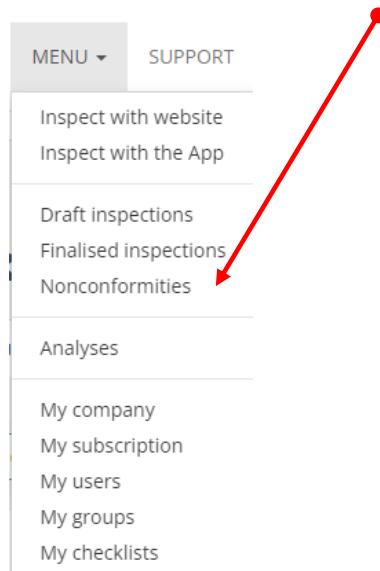 MENU SUPPORT
Inspect with website
Inspect with the App
Draft inspections
Finalised inspections
Nonconformities
Analyses
My company
My subscription
My users
My groups
My checklists